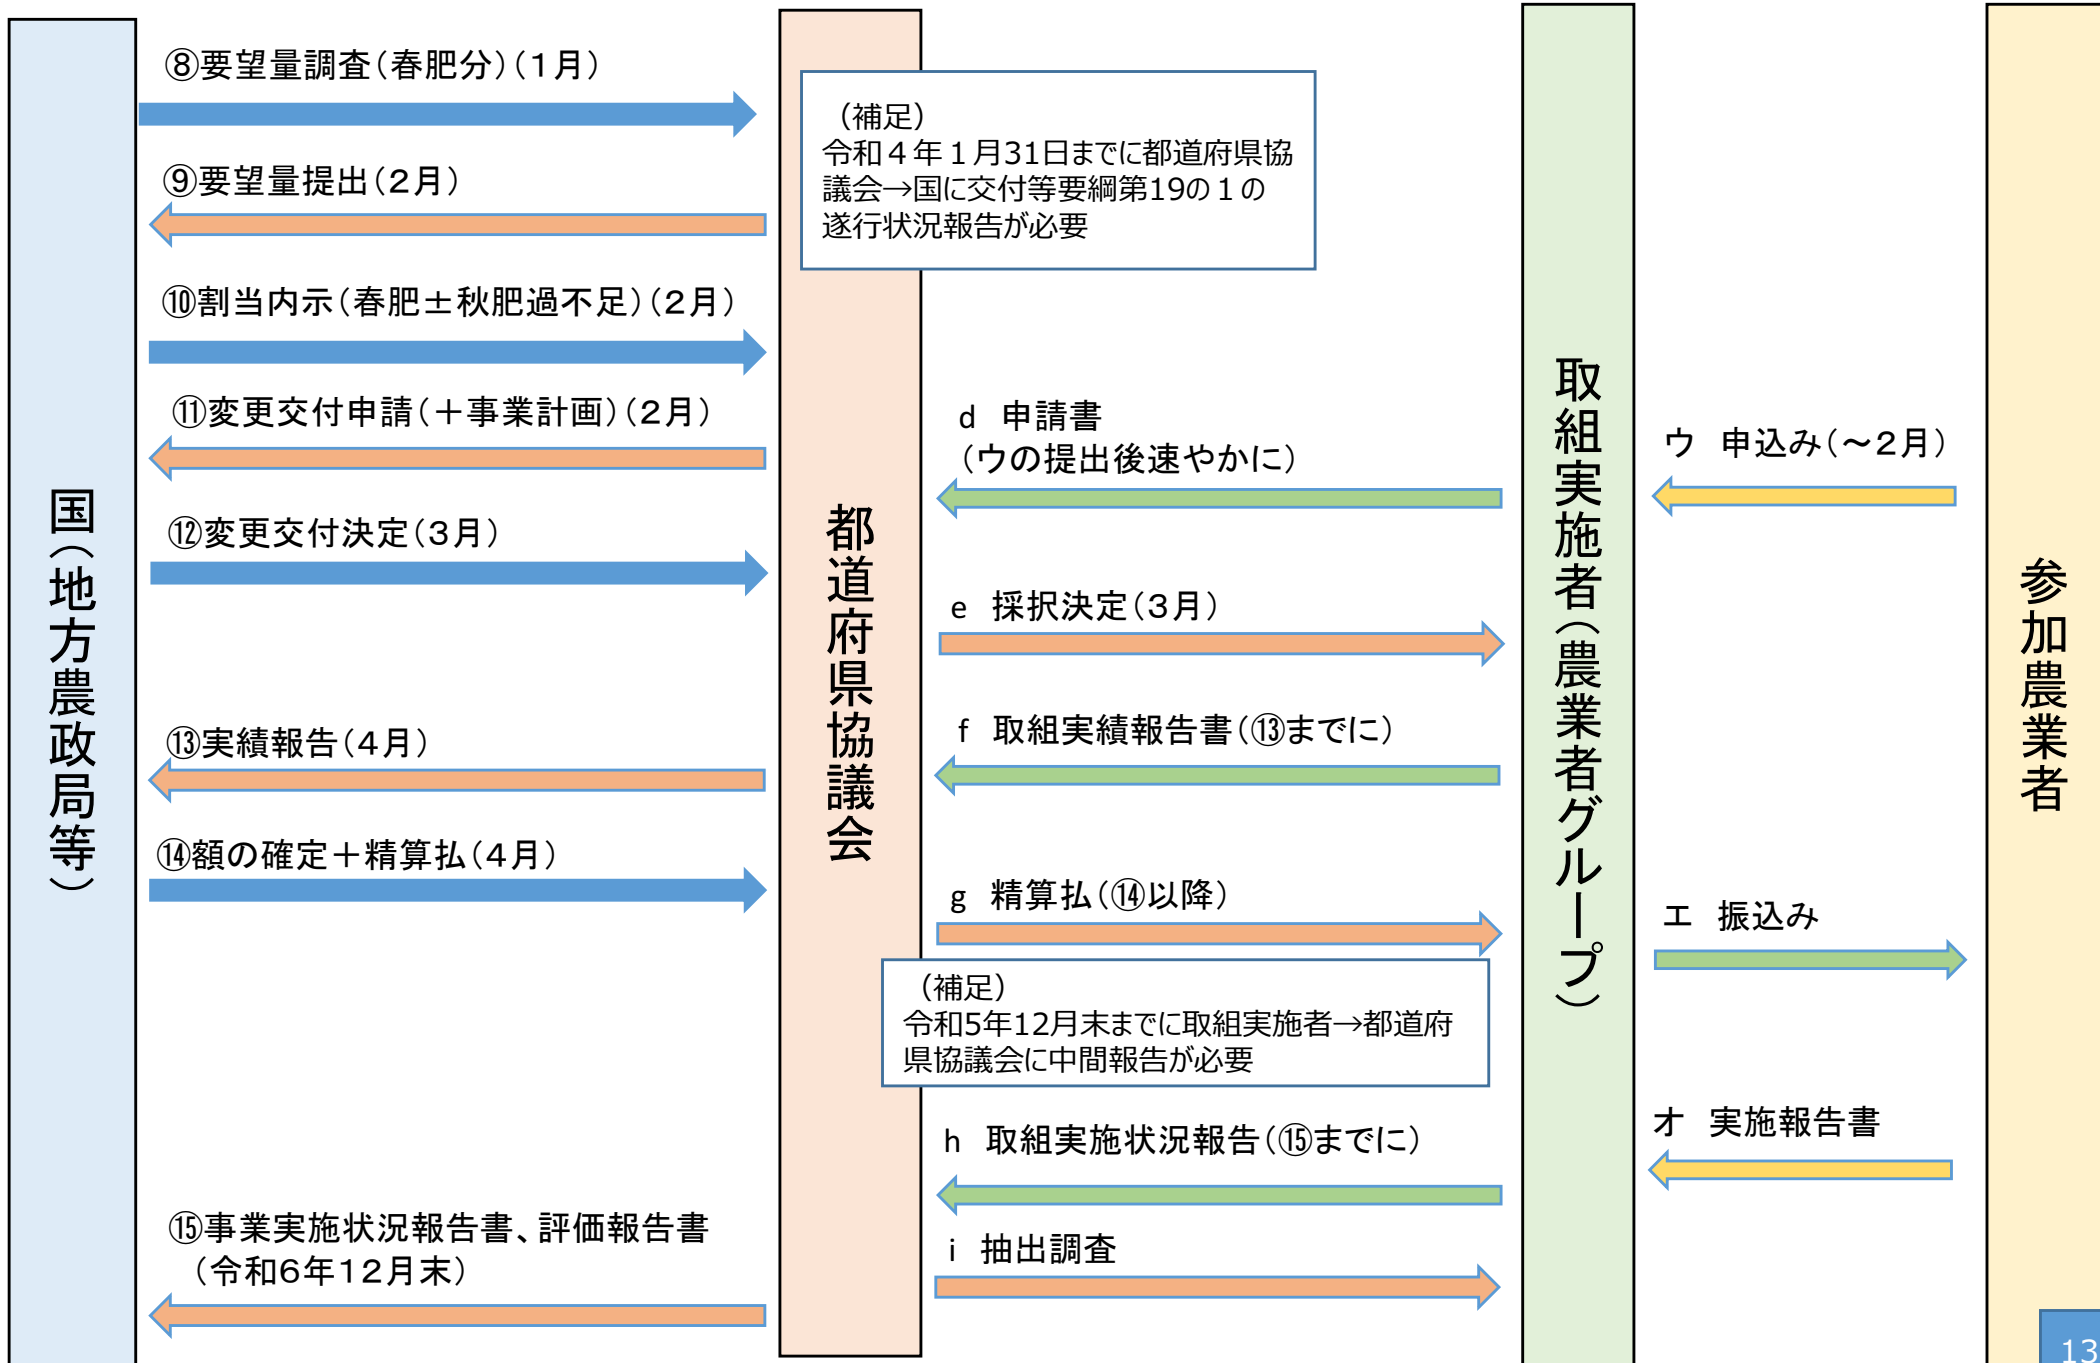 国（地方農政局等）
⑧要望量調査（春肥分）（１月）
⑨要望量提出（２月）
⑩割当内示（春肥±秋肥過不足）（２月）
⑪変更交付申請（＋事業計画）（２月）
⑫変更交付決定（３月）
⑬実績報告（４月）
⑭額の確定＋精算払（４月）
⑮事業実施状況報告書、評価報告書
（令和６年１２月末）
都道府県協議会
（補足）
令和４年１月31日までに都道府県協
議会→国に交付等要綱第19の１の
遂行状況報告が必要
d 申請書
（ウの提出後速やかに）
e 採択決定（３月）
f 取組実績報告書（⑬までに）
g 精算払（⑭以降）
（補足）
令和5年12月末までに取組実施者→都道府
県協議会に中間報告が必要
h 取組実施状況報告（⑮までに）
i 抽出調査
取組実施者（農業者グループ）
ウ 申込み（～２月）
エ 振込み
オ 実施報告書
参加農業者
13